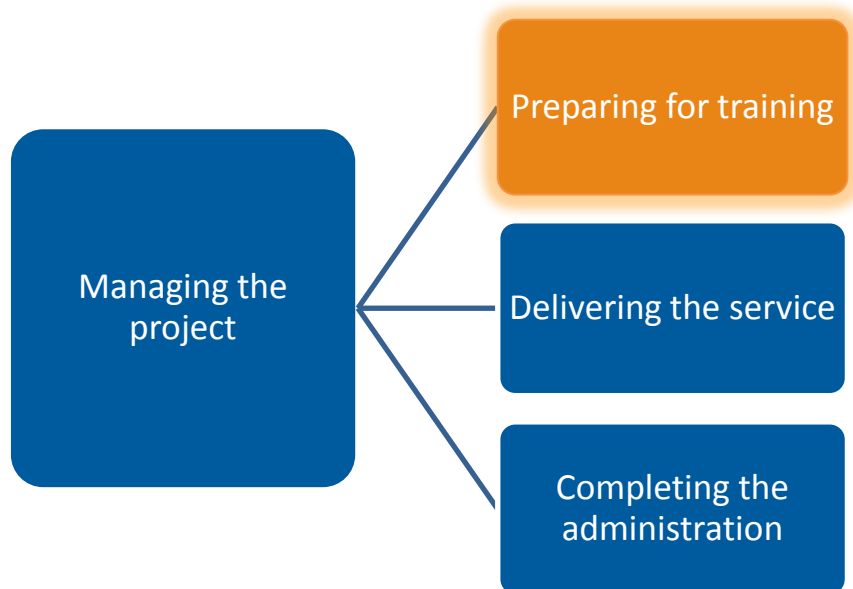 Preparing for training
Managing the
project
Delivering the service
Completing the
administration